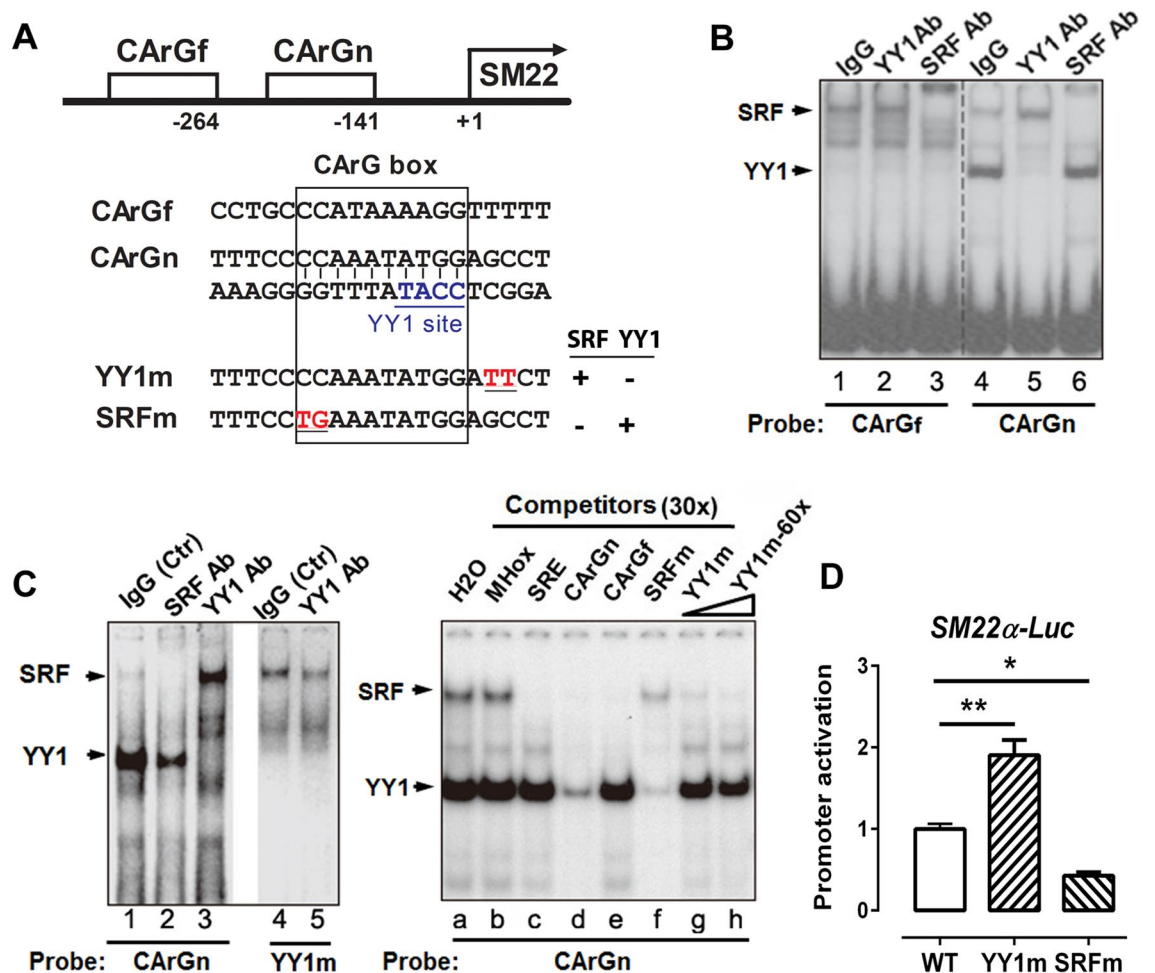 A
CArGf CArGn SM22
-264 -141 +1
CArG box
CArGf CCTGCCCATAAAAGGTTTTT
CArGn TTTCCCCAAATATGGAGCCT
AAAGGGGTTTATACCTCGGA
YY1 site
SRF YY1
YY1m TTTCCCCAAATATGGATTCT + -
SRFm TTTCCTGAAATATGGAGCCT - +
B
IgG YY1Ab SRF Ab IgG YY1 Ab SRF Ab
SRF
YY1
1 2 3 4 5 6
Probe: CArGf CArGn
C
IgG (Ctr) SRF Ab YY1 Ab IgG (Ctr) YY1 Ab
SRF
YY1
1 2 3 4 5
Probe: CArGn YY1m
Competitors (30x)
H2O MHox SRE CArGn CArGf SRFm YY1m YY1m-60x
SRF
YY1
a b c d e f g h
Probe: CArGn
D
SM22α-Luc
Promoter activation
3
2
1
0
*
**
WT YY1m SRFm